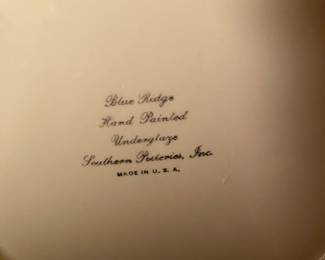 Blue Ridge
Hand Painted
Underglaze
Southern Potteries, Inc.
MADE IN U.S.A.